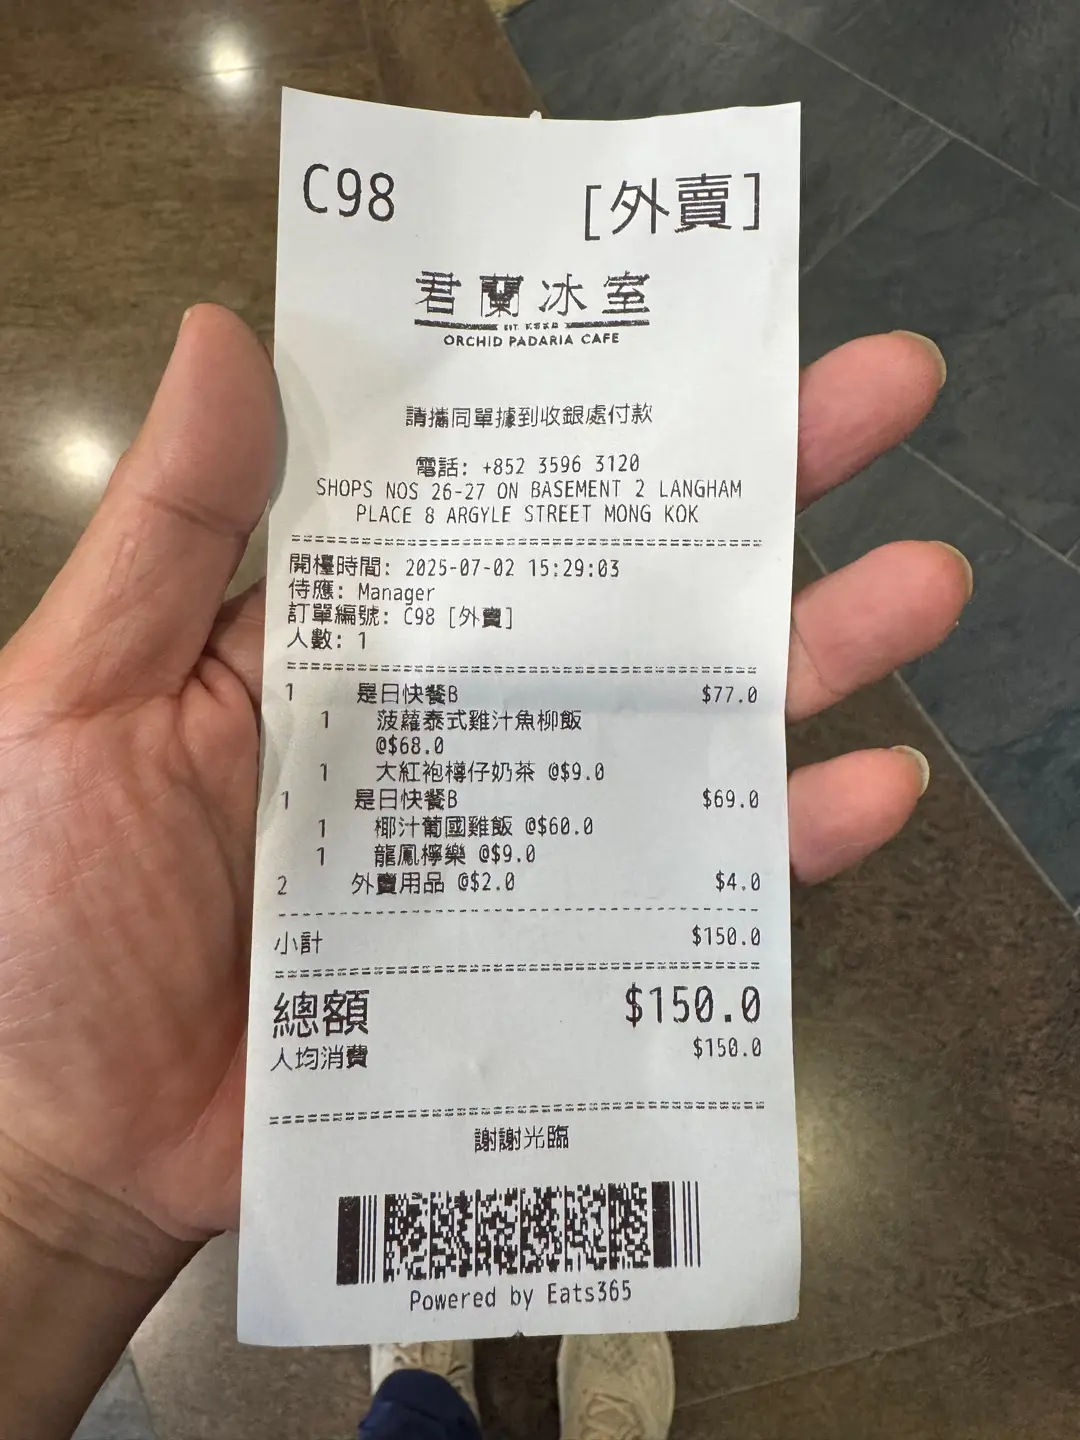 C98 [外賣]
君蘭冰室
ORCHID PADARIA CAFE
請攜同單據到收銀處付款
電話: +852 3596 3120
SHOPS NOS 26-27 ON BASEMENT 2 LANGHAM
PLACE 8 ARGYLE STREET MONG KOK
開檯時間: 2025-07-02 15:29:03
侍應: Manager
訂單編號: C98 [外賣]
人數: 1
1 是日快餐B $77.0
1 菠蘿泰式雞汁魚柳飯
@$68.0
1 大紅袍樽仔奶茶 @$9.0
1 是日快餐B $69.0
1 椰汁葡國雞飯 @$60.0
1 龍鳳檸樂 @$9.0
2 外賣用品 @$2.0 $4.0
小計 $150.0
總額 $150.0
人均消費 $150.0
謝謝光臨
Powered by Eats365